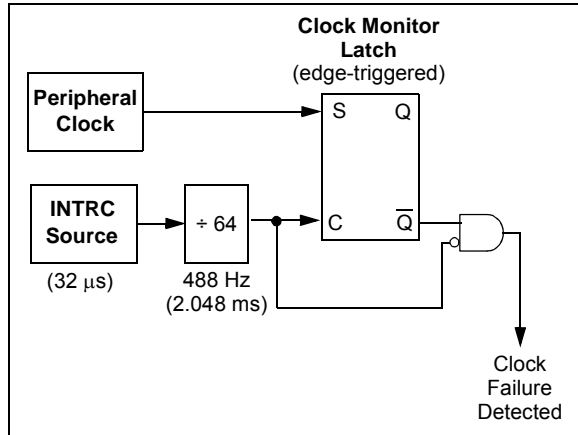 Clock Monitor
Latch
(edge-triggered)
Peripheral
Clock
S Q
INTRC
Source
(32 μs)
÷ 64
488 Hz
(2.048 ms)
C Q̅
Clock
Failure
Detected